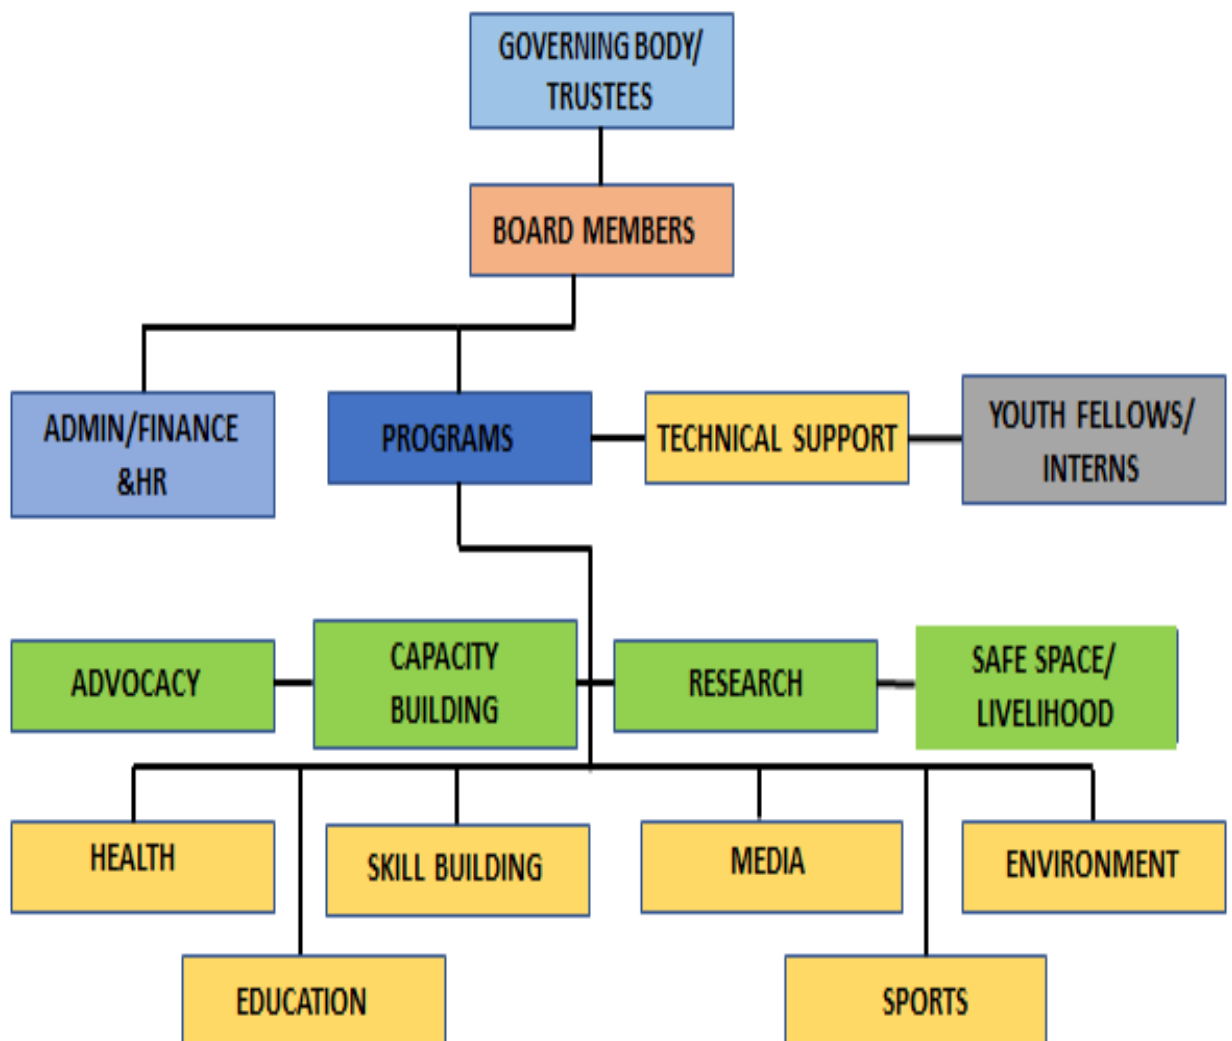 GOVERNING BODY/
TRUSTEES
BOARD MEMBERS
ADMIN/FINANCE
&HR
PROGRAMS
TECHNICAL SUPPORT
YOUTH FELLOWS/
INTERNS
ADVOCACY
CAPACITY
BUILDING
RESEARCH
SAFE SPACE/
LIVELIHOOD
HEALTH
SKILL BUILDING
MEDIA
ENVIRONMENT
EDUCATION
SPORTS